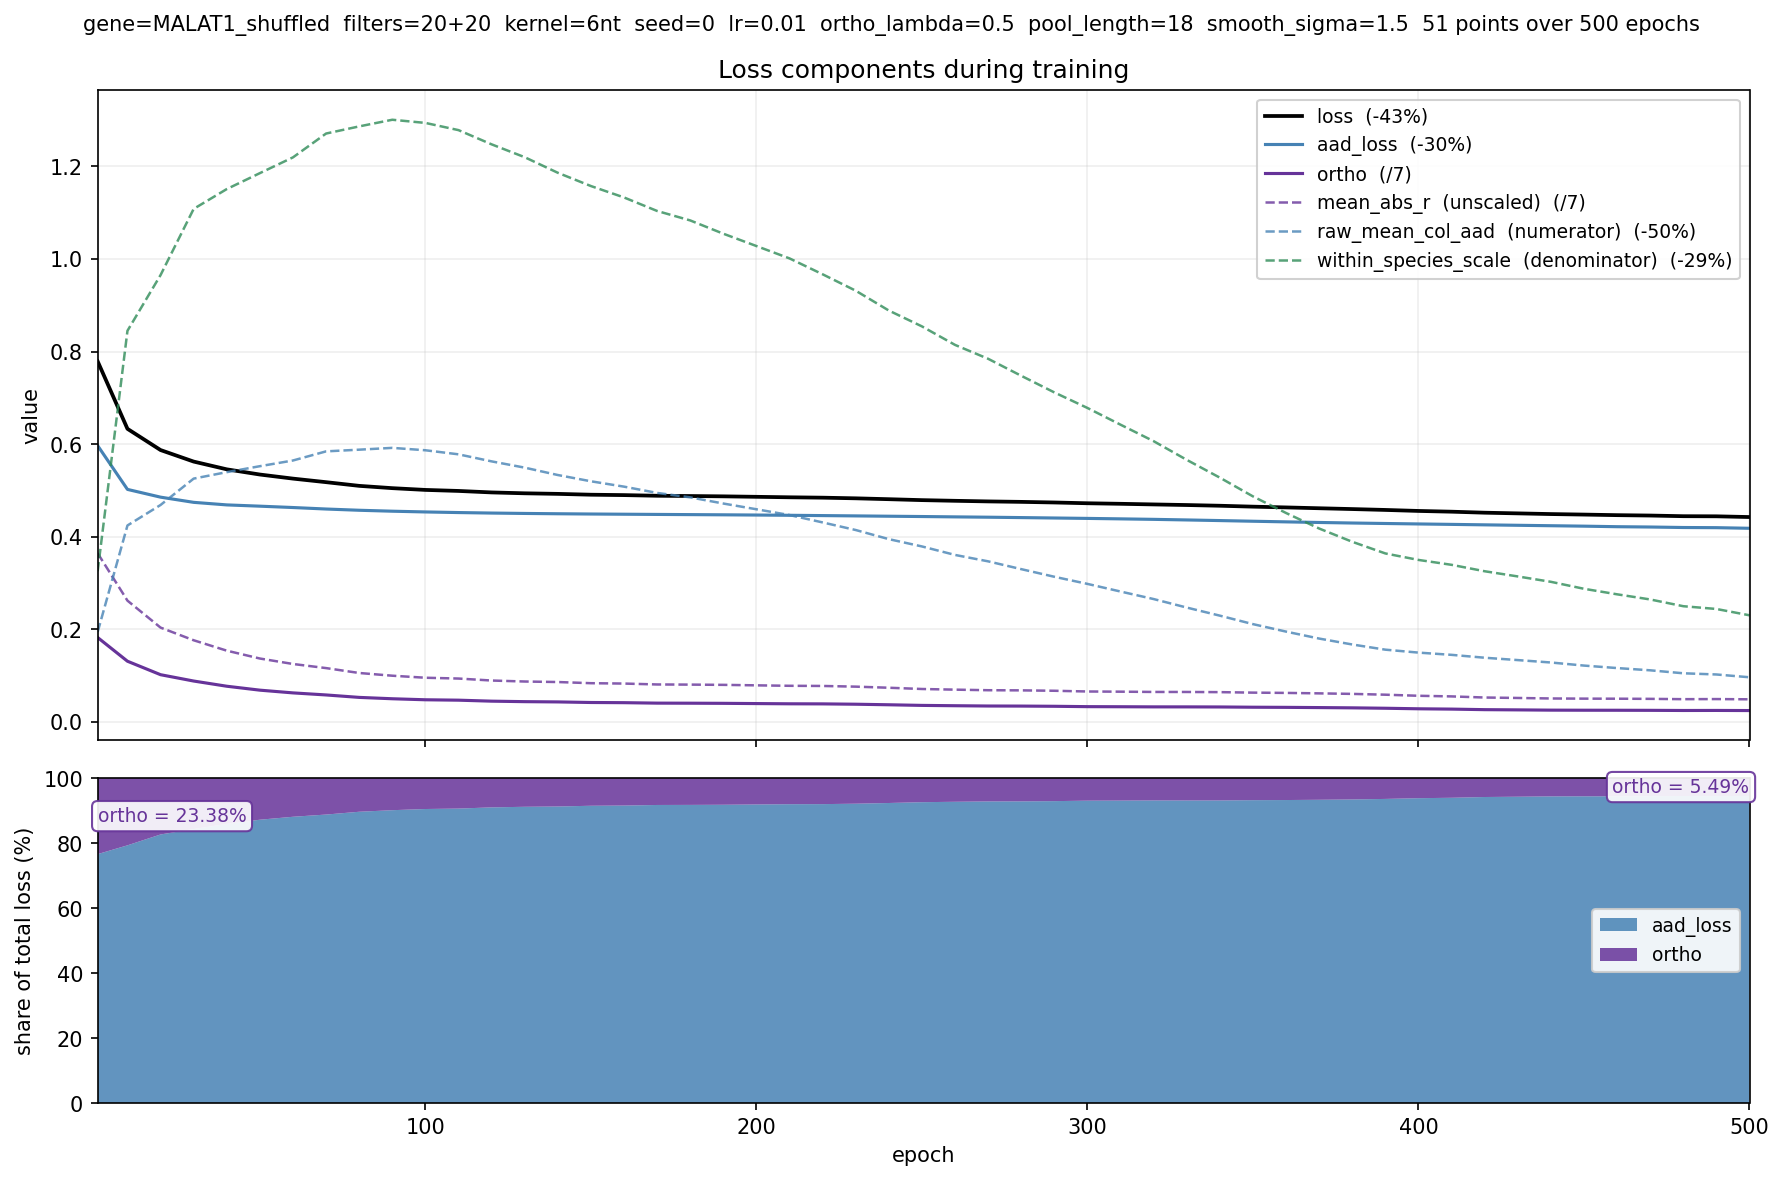 gene=MALAT1_shuffled  filters=20+20  kernel=6nt  seed=0  lr=0.01  ortho_lambda=0.5  pool_length=18  smooth_sigma=1.5  51 points over 500 epochs
Loss components during training
loss  (-43%)
aad_loss  (-30%)
ortho  (/7)
mean_abs_r  (unscaled)  (/7)
raw_mean_col_aad  (numerator)  (-50%)
within_species_scale  (denominator)  (-29%)
value
1.2
1.0
0.8
0.6
0.4
0.2
0.0
ortho = 23.38%
ortho = 5.49%
aad_loss
ortho
share of total loss (%)
100
80
60
40
20
0
100
200
300
400
500
epoch